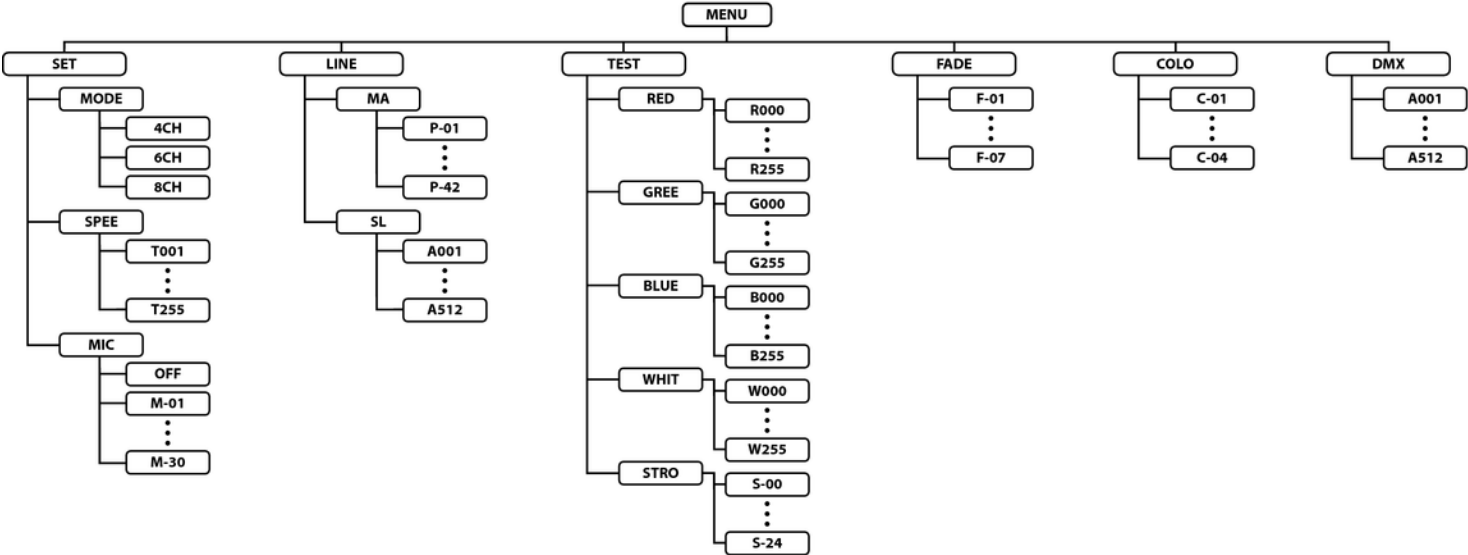 MENU
SET
MODE
4CH
6CH
8CH
SPEE
T001
T255
MIC
OFF
M-01
M-30
LINE
MA
P-01
P-42
SL
A001
A512
TEST
RED
R000
R255
GREE
G000
G255
BLUE
B000
B255
WHIT
W000
W255
STRO
S-00
S-24
FADE
F-01
F-07
COLO
C-01
C-04
DMX
A001
A512